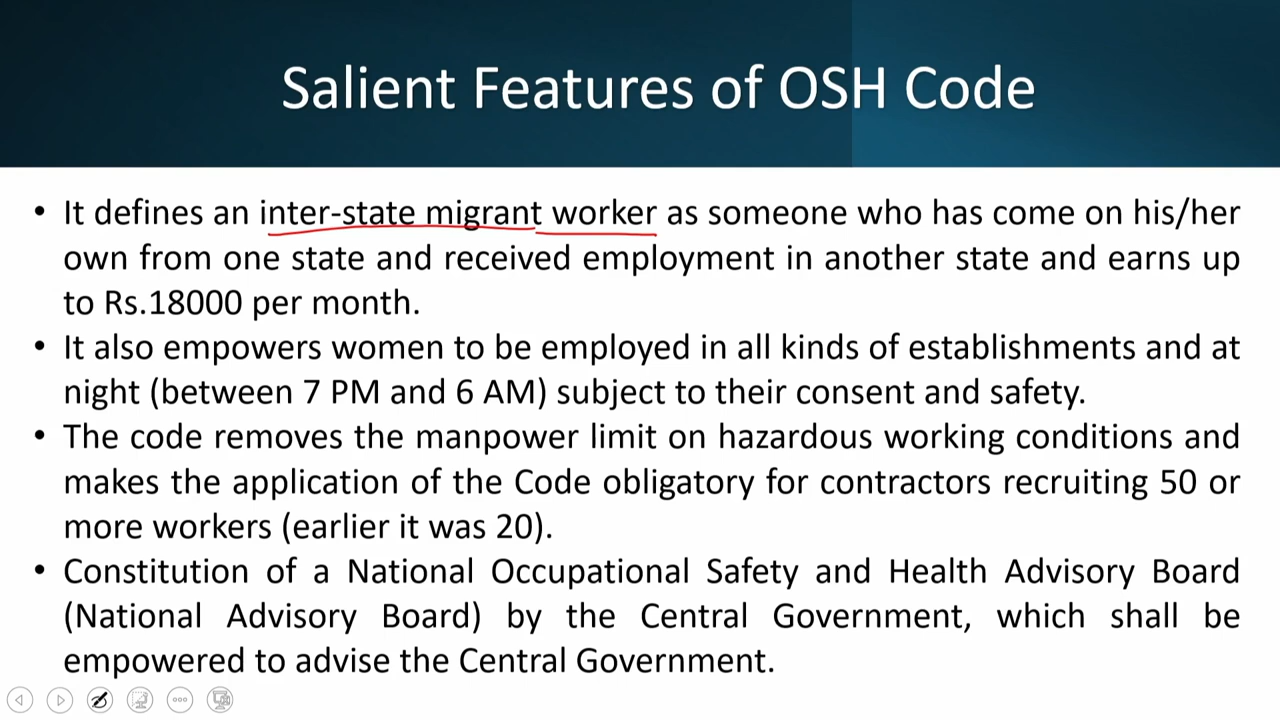 Salient Features of OSH Code
• It defines an inter-state migrant worker as someone who has come on his/her
own from one state and received employment in another state and earns up
to Rs.18000 per month.
• It also empowers women to be employed in all kinds of establishments and at
night (between 7 PM and 6 AM) subject to their consent and safety.
• The code removes the manpower limit on hazardous working conditions and
makes the application of the Code obligatory for contractors recruiting 50 or
more workers (earlier it was 20).
• Constitution of a National Occupational Safety and Health Advisory Board
(National Advisory Board) by the Central Government, which shall be
empowered to advise the Central Government.